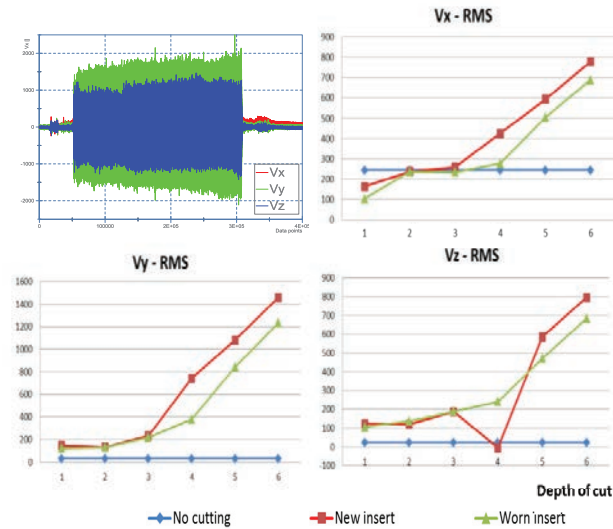 Vx - RMS
Vx []
2000
1000
0
-1000
-2000
0
100000
2E+05
3E+05
4E+05
Data points
Vx
Vy
Vz
900
800
700
600
500
400
300
200
100
0
1 2 3 4 5 6
Vy - RMS
1600
1400
1200
1000
800
600
400
200
0
1 2 3 4 5 6
Vz - RMS
900
800
700
600
500
400
300
200
100
0
-100
1 2 3 4 5 6
Depth of cut
No cutting
New insert
Worn insert